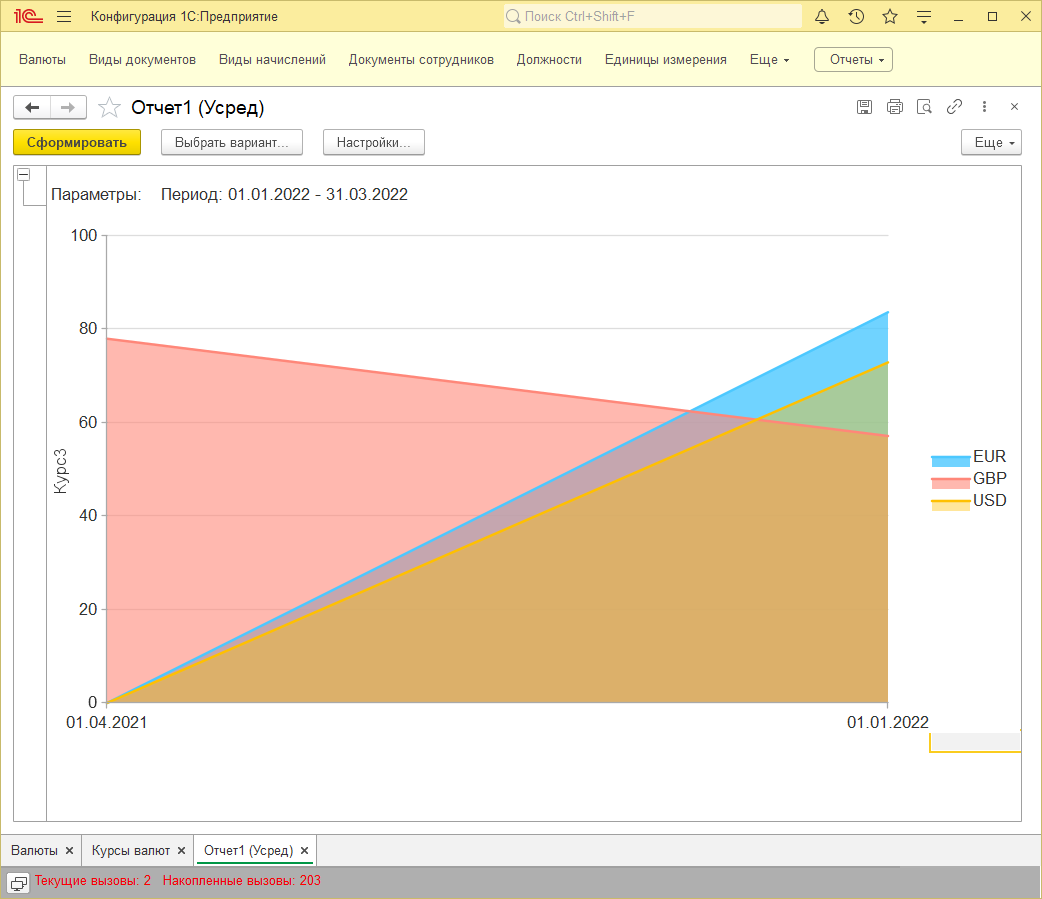 1С Конфигурация 1С:Предприятие Поиск Ctrl+Shift+F
Валюты Виды документов Виды начислений Документы сотрудников Должности Единицы измерения Еще Отчеты
Отчет1 (Усред)
Сформировать Выбрать вариант... Настройки... Еще
Параметры: Период: 01.01.2022 - 31.03.2022
100
80
60
40
20
0
Курс3
01.04.2021 01.01.2022
EUR
GBP
USD
Валюты Курсы валют Отчет1 (Усред)
Текущие вызовы: 2 Накопленные вызовы: 203